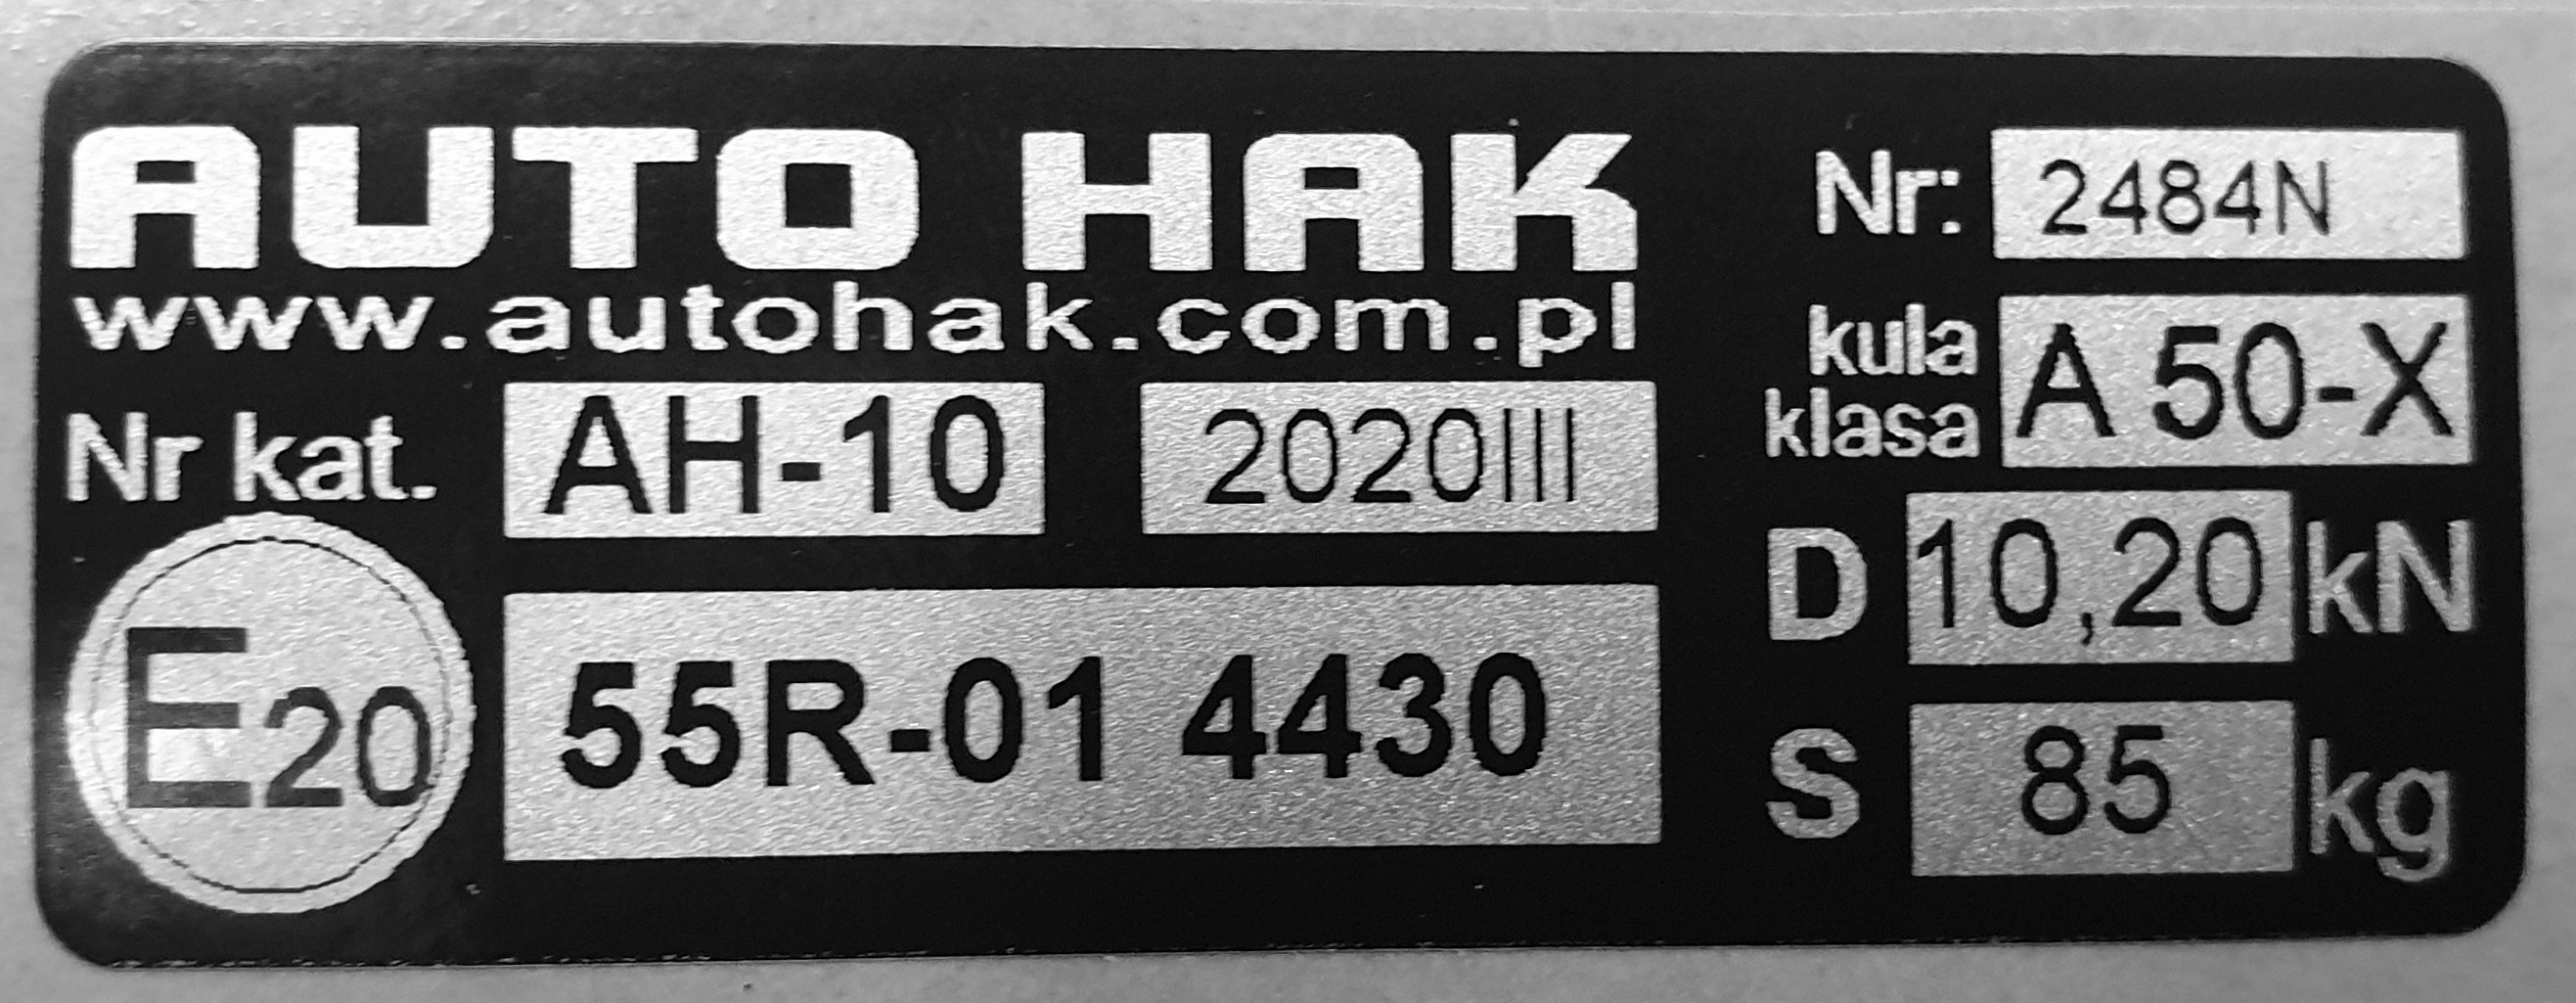 AUTO HAK
www.autohak.com.pl
Nr kat. AH-10 2020III
E20 55R-01 4430
Nr: 2484N
kula klasa A 50-X
D 10,20 kN
S 85 kg